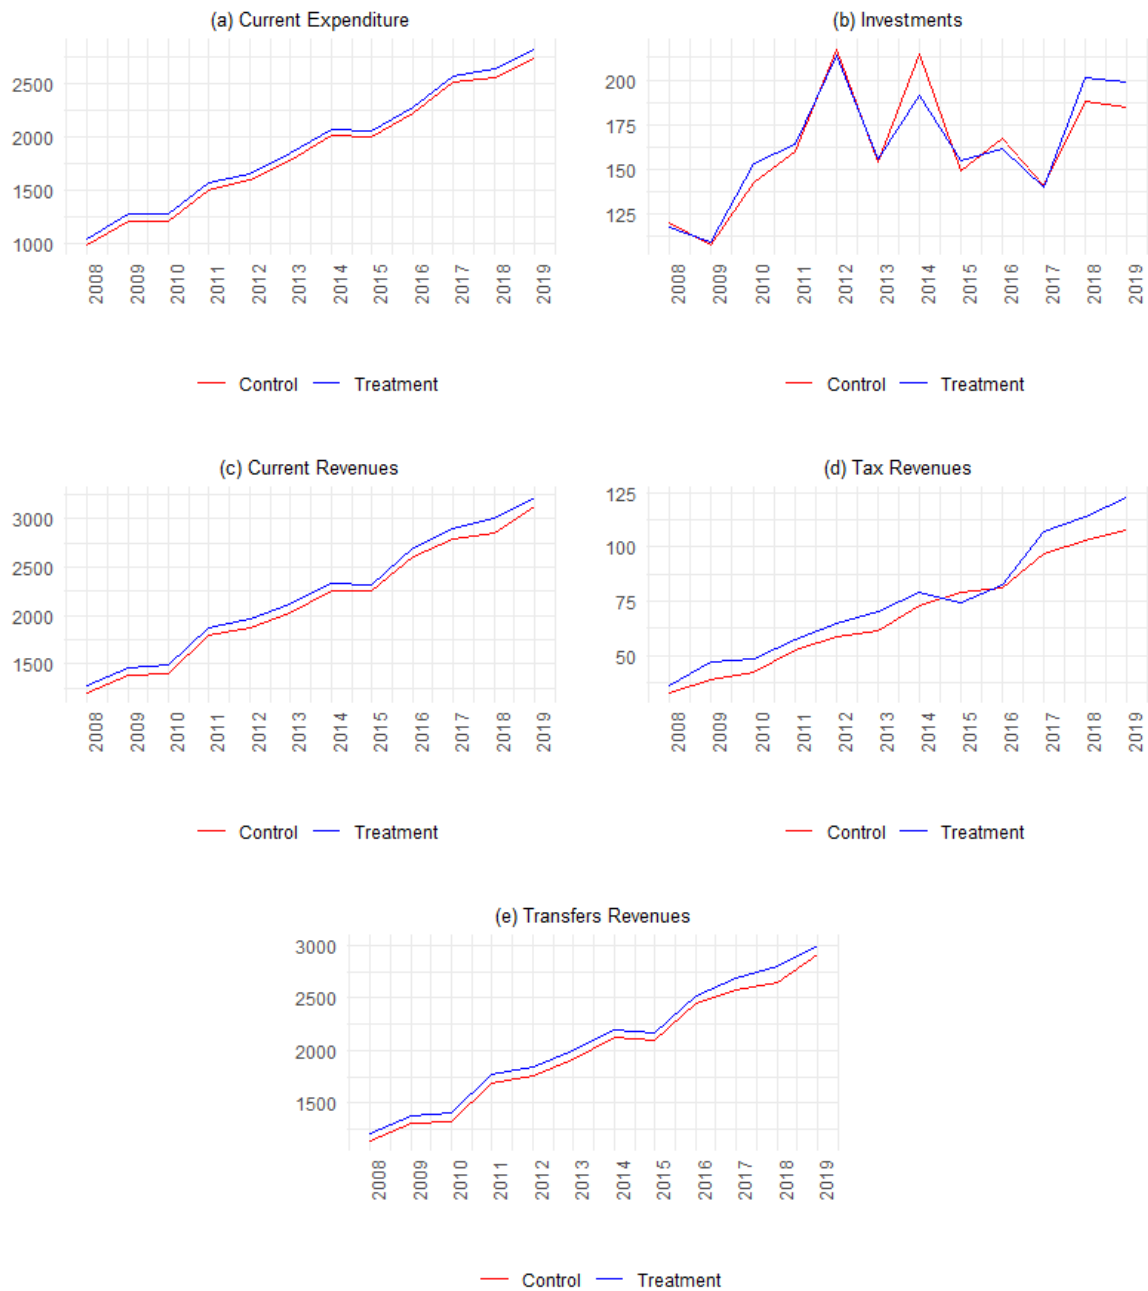 (a) Current Expenditure
2500
2000
1500
1000
2008 2009 2010 2011 2012 2013 2014 2015 2016 2017 2018 2019
Control Treatment
(b) Investments
200
175
150
125
2008 2009 2010 2011 2012 2013 2014 2015 2016 2017 2018 2019
Control Treatment
(c) Current Revenues
3000
2500
2000
1500
2008 2009 2010 2011 2012 2013 2014 2015 2016 2017 2018 2019
Control Treatment
(d) Tax Revenues
125
100
75
50
2008 2009 2010 2011 2012 2013 2014 2015 2016 2017 2018 2019
Control Treatment
(e) Transfers Revenues
3000
2500
2000
1500
2008 2009 2010 2011 2012 2013 2014 2015 2016 2017 2018 2019
Control Treatment